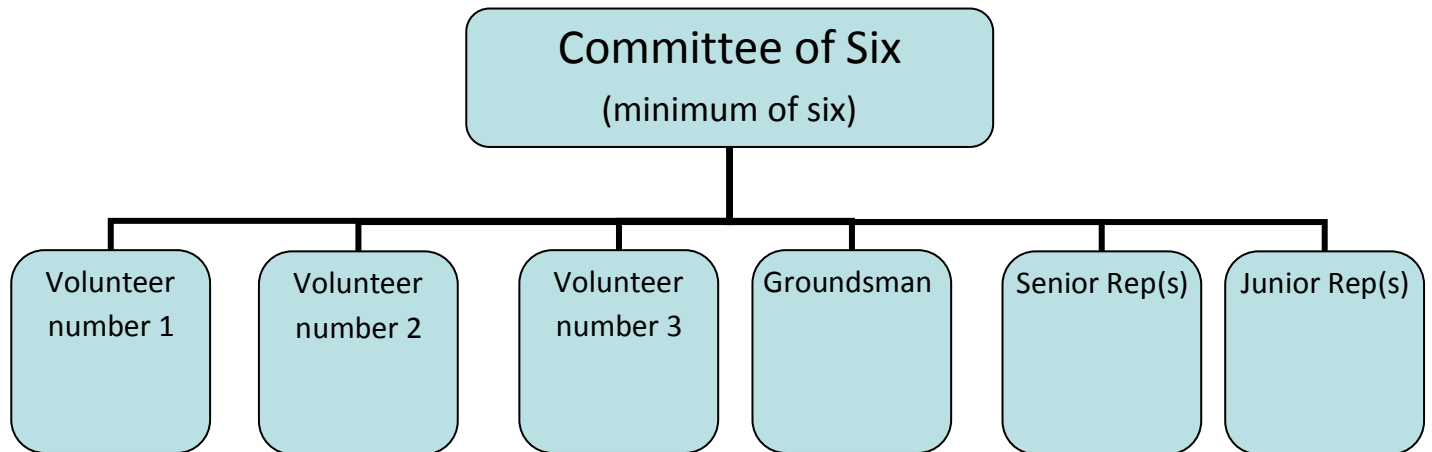 Committee of Six
(minimum of six)
Volunteer
number 1
Volunteer
number 2
Volunteer
number 3
Groundsman
Senior Rep(s)
Junior Rep(s)